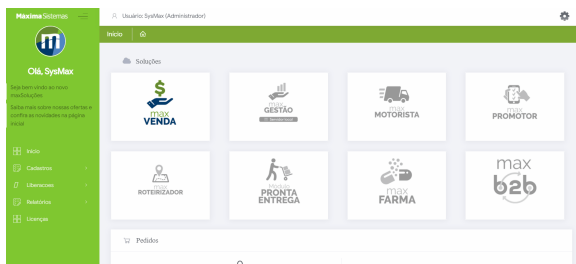 Máxima Sistemas
Usuário: SysMax (Administrador)
Início
Olá, SysMax
Seja bem-vindo ao novo
maxSoluções
Saiba mais sobre nossas ofertas e
confira as novidades na página
inicial
Início
Cadastros
Liberacoes
Relatórios
Licenças
Soluções
max
VENDA
max
GESTÃO
max
MOTORISTA
max
PROMOTOR
max
ROTEIRIZADOR
Módulo
PRONTA
ENTREGA
max
FARMA
max
b2b
Pedidos